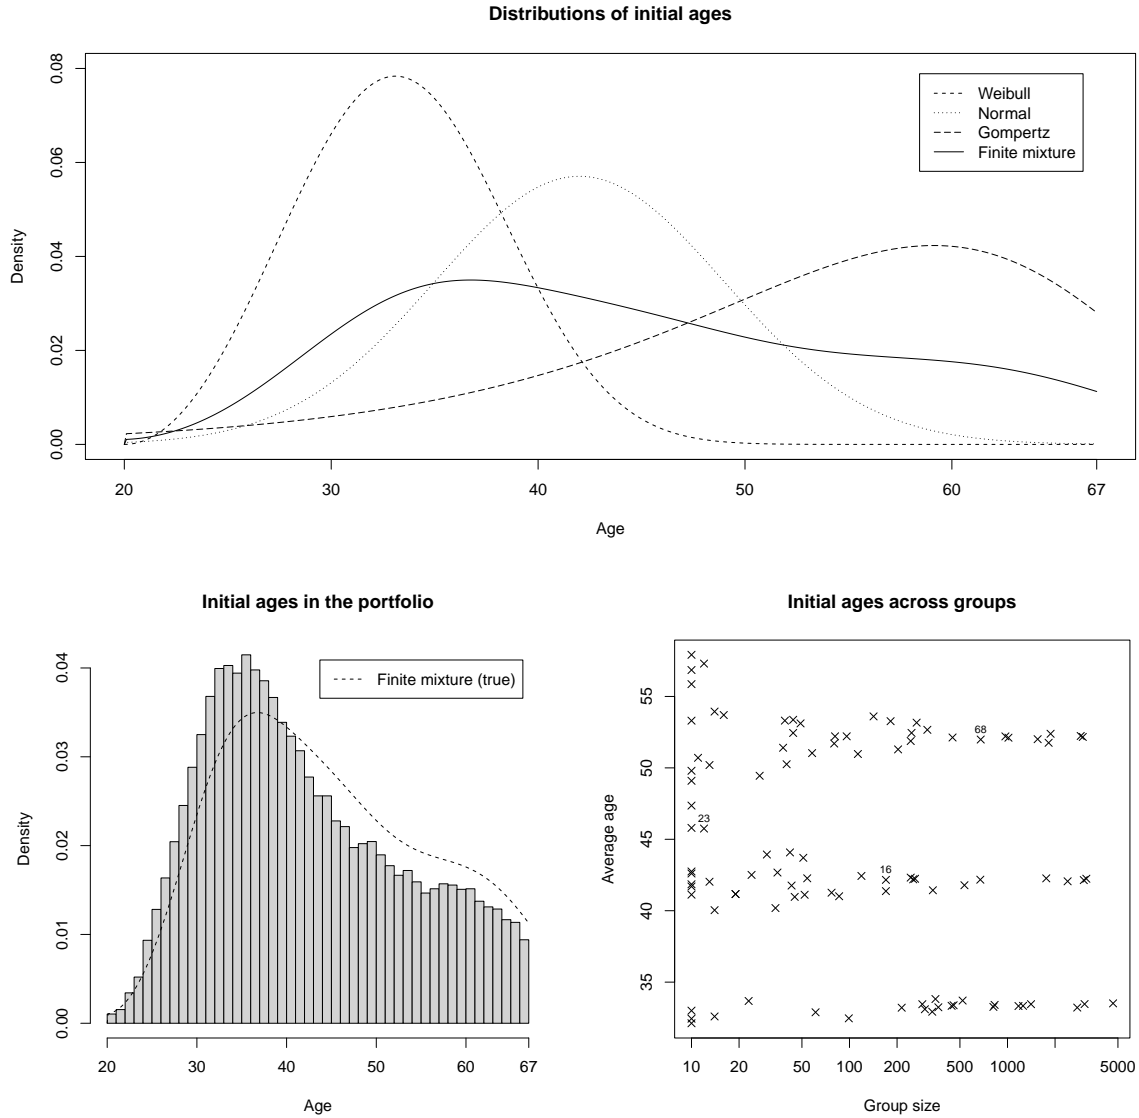 Distributions of initial ages
0.08
0.06
0.04
0.02
0.00
Density
Weibull
Normal
Gompertz
Finite mixture
20 30 40 50 60 67
Age
Initial ages in the portfolio
0.04
0.03
0.02
0.01
0.00
Density
Finite mixture (true)
20 30 40 50 60 67
Age
Initial ages across groups
55
50
45
40
35
Average age
68
23
16
10 20 50 100 200 500 1000 5000
Group size